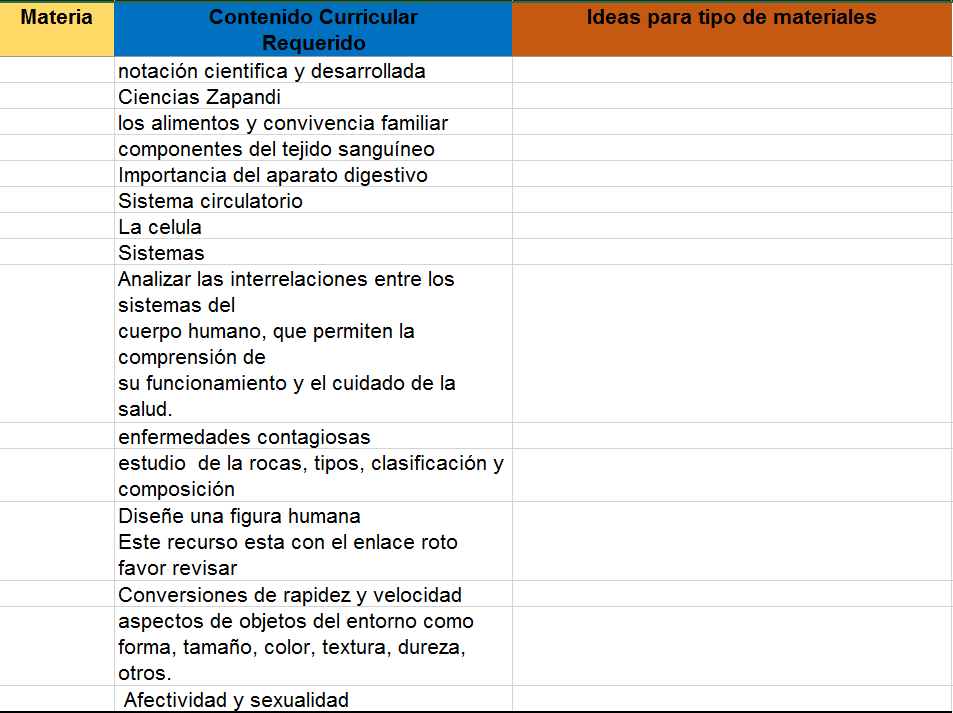 Materia
Contenido Curricular
Requerido
Ideas para tipo de materiales
notación cientifica y desarrollada
Ciencias Zapandi
los alimentos y convivencia familiar
componentes del tejido sanguíneo
Importancia del aparato digestivo
Sistema circulatorio
La celula
Sistemas
Analizar las interrelaciones entre los
sistemas del
cuerpo humano, que permiten la
comprensión de
su funcionamiento y el cuidado de la
salud.
enfermedades contagiosas
estudio  de la rocas, tipos, clasificación y
composición
Diseñe una figura humana
Este recurso esta con el enlace roto
favor revisar
Conversiones de rapidez y velocidad
aspectos de objetos del entorno como
forma, tamaño, color, textura, dureza,
otros.
Afectividad y sexualidad